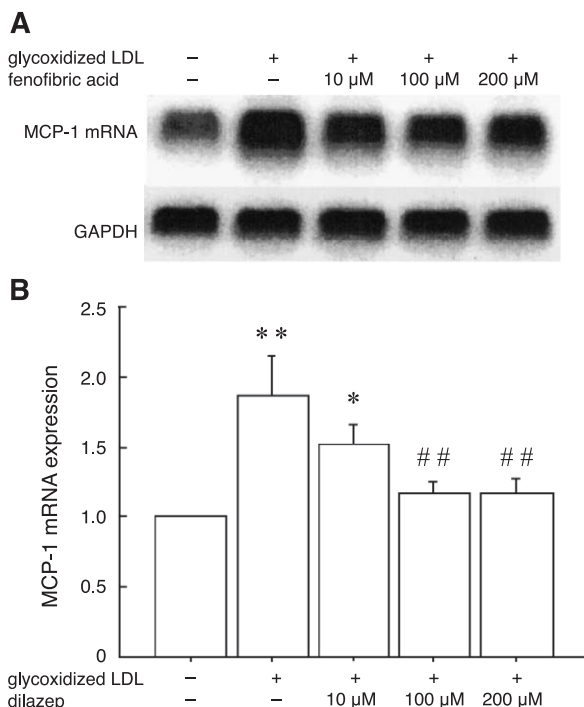 A
glycoxidized LDL – + + + +
fenofibric acid – – 10 µM 100 µM 200 µM
MCP-1 mRNA
GAPDH
B
2.5
2.0
1.5
1.0
0.5
0
MCP-1 mRNA expression
* *
*
# #
# #
glycoxidized LDL – + + + +
dilazep – – 10 µM 100 µM 200 µM